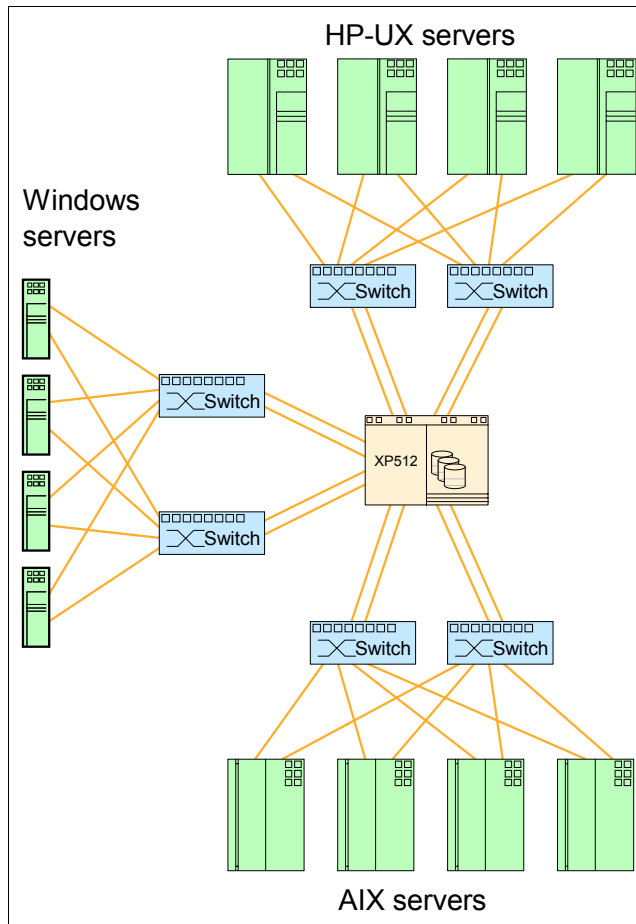 HP-UX servers
Windows
servers
Switch
Switch
Switch
XP512
Switch
Switch
Switch
AIX servers